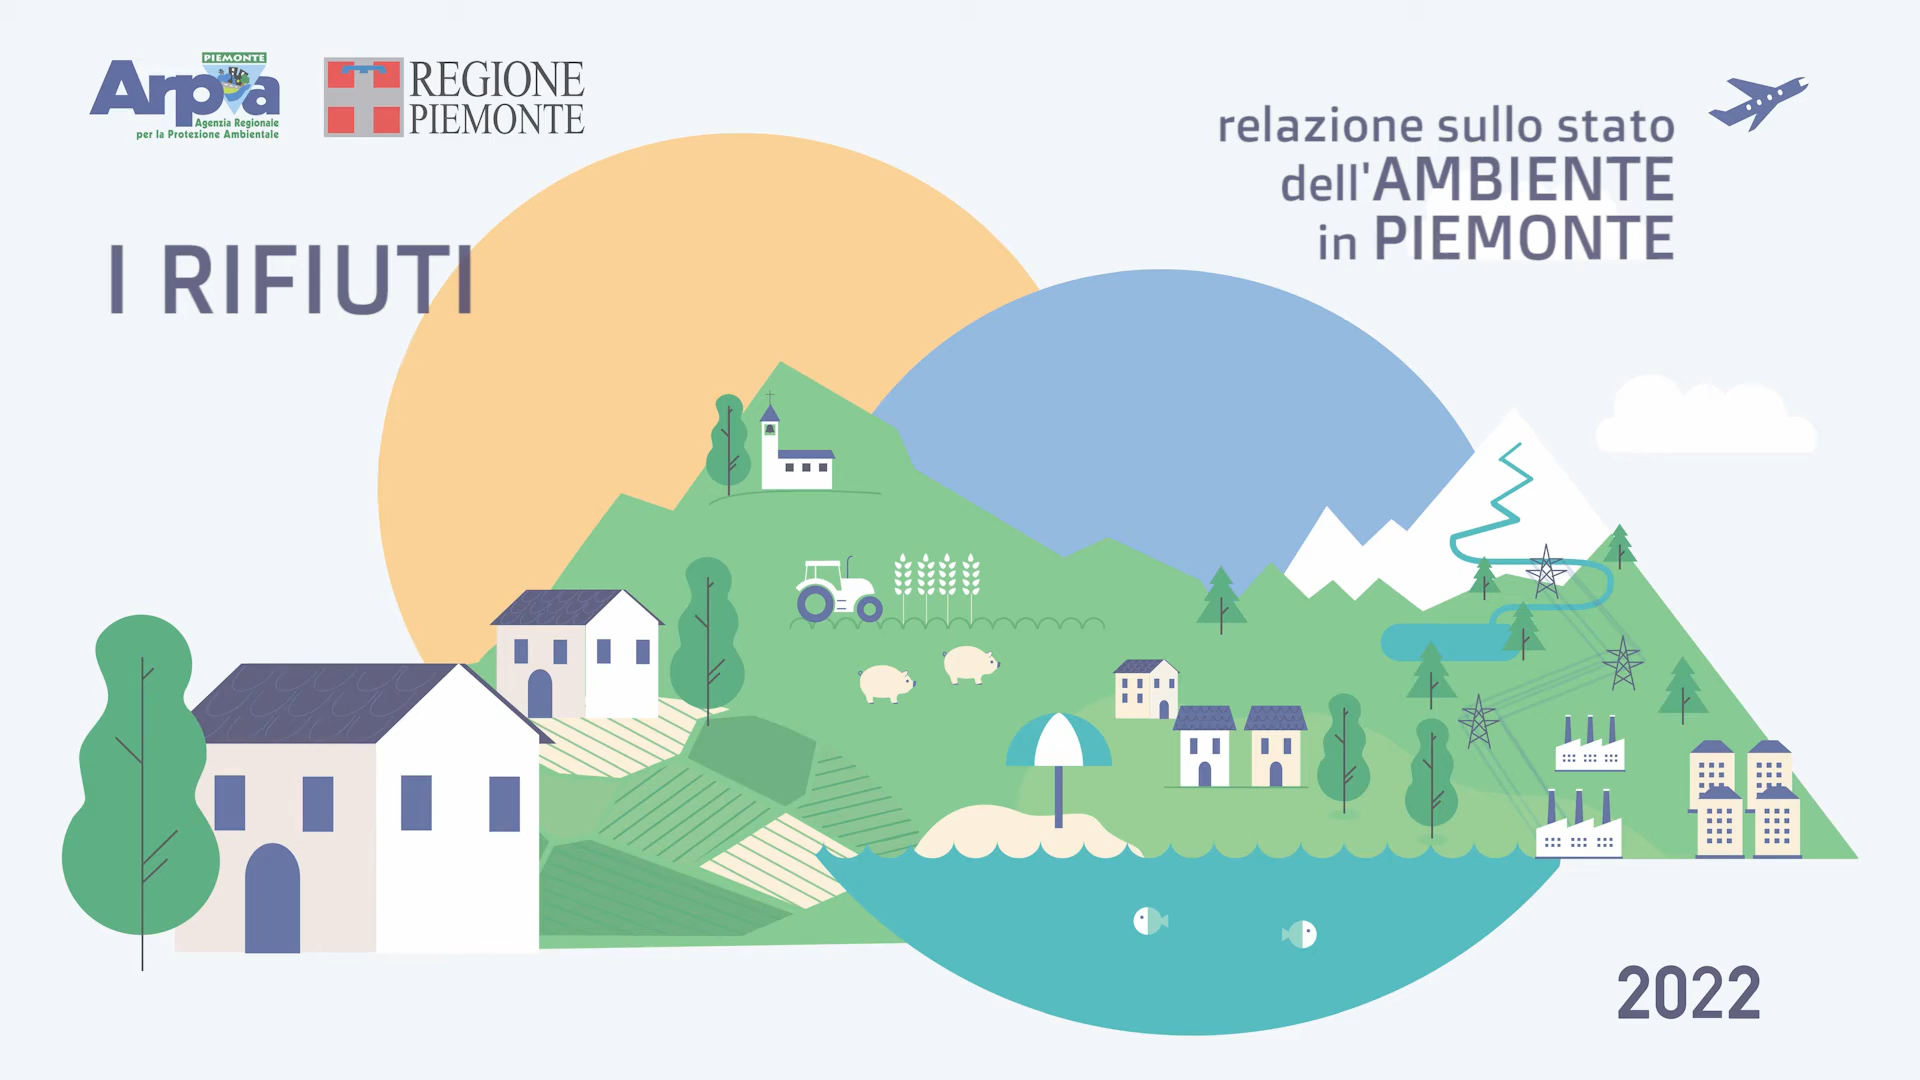 PIEMONTE
Arpa
Agenzia Regionale
per la Protezione Ambientale
REGIONE
PIEMONTE
relazione sullo stato
dell'AMBIENTE
in PIEMONTE
I RIFIUTI
2022